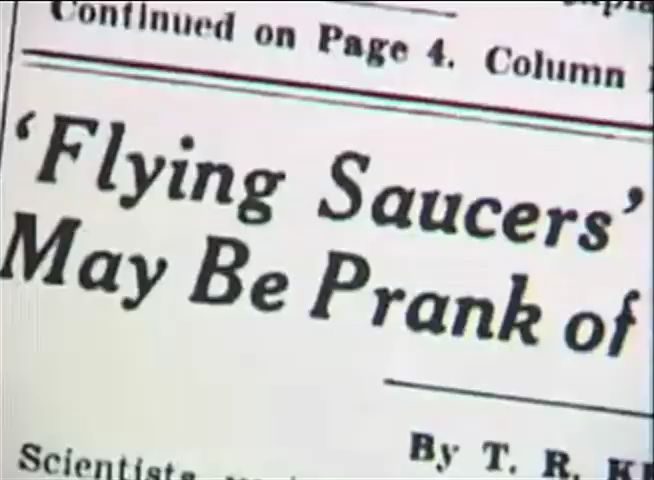 Continued on Page 4. Column
'Flying Saucers'
May Be Prank of
By T. R.
Scientists